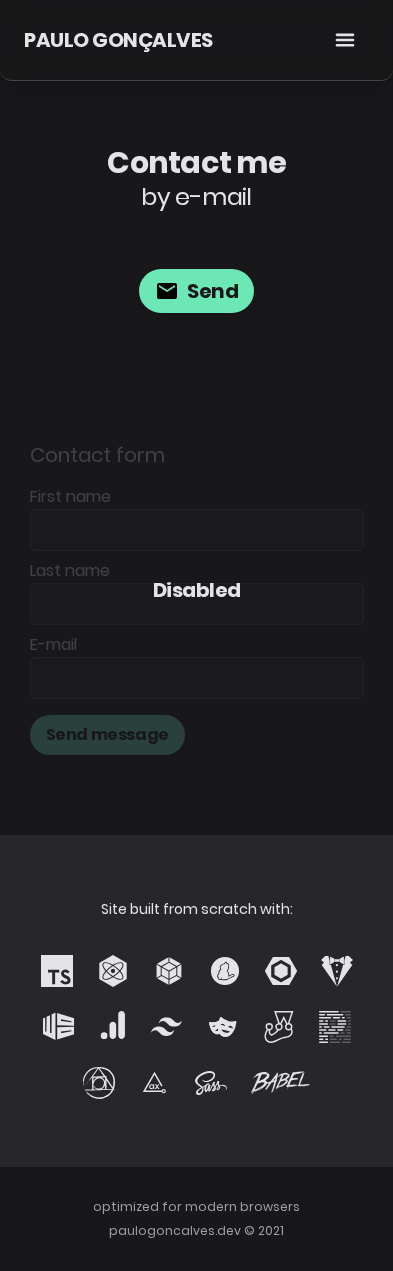 PAULO GONÇALVES
Contact me
by e-mail
Send
Contact form
First name
Last name
Disabled
E-mail
Send message
Site built from scratch with:
TS
ax
Sass
BABEL
optimized for modern browsers
paulogoncalves.dev © 2021